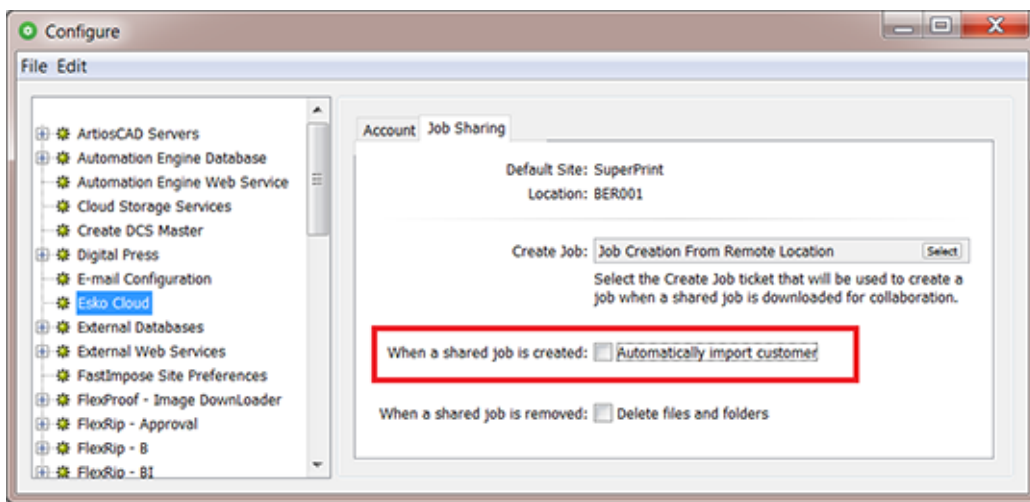 Configure
File Edit
ArtiosCAD Servers
Automation Engine Database
Automation Engine Web Service
Cloud Storage Services
Create DCS Master
Digital Press
E-mail Configuration
Esko Cloud
External Databases
External Web Services
FastImpose Site Preferences
FlexProof - Image DownLoader
FlexRip - Approval
FlexRip - B
FlexRip - BI
Account Job Sharing
Default Site: SuperPrint
Location: BER001
Create Job: Job Creation From Remote Location Select
Select the Create Job ticket that will be used to create a
job when a shared job is downloaded for collaboration.
When a shared job is created: Automatically import customer
When a shared job is removed: Delete files and folders